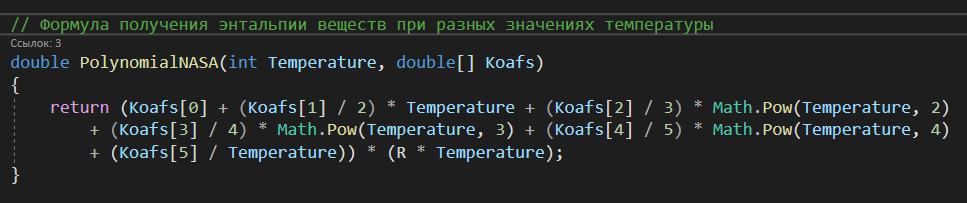 // Формула получения энтальпии веществ при разных значениях температуры
Ссылок: 3
double PolynomialNASA(int Temperature, double[] Koafs)
{
return (Koafs[0] + (Koafs[1] / 2) * Temperature + (Koafs[2] / 3) * Math.Pow(Temperature, 2)
+ (Koafs[3] / 4) * Math.Pow(Temperature, 3) + (Koafs[4] / 5) * Math.Pow(Temperature, 4)
+ (Koafs[5] / Temperature)) * (R * Temperature);
}